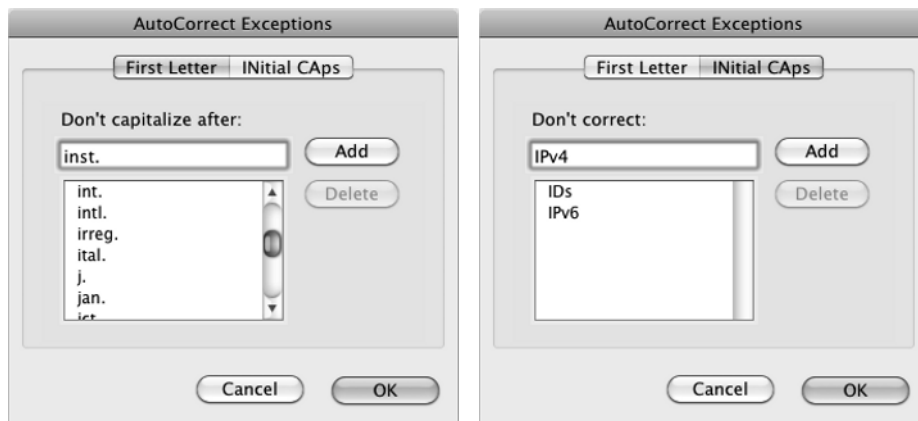 AutoCorrect Exceptions
First Letter INitial CAps
Don't capitalize after:
inst. Add
Delete
int.
intl.
irreg.
ital.
j.
jan.
jct.
Cancel OK
AutoCorrect Exceptions
First Letter INitial CAps
Don't correct:
IPv4 Add
Delete
IDs
IPv6
Cancel OK